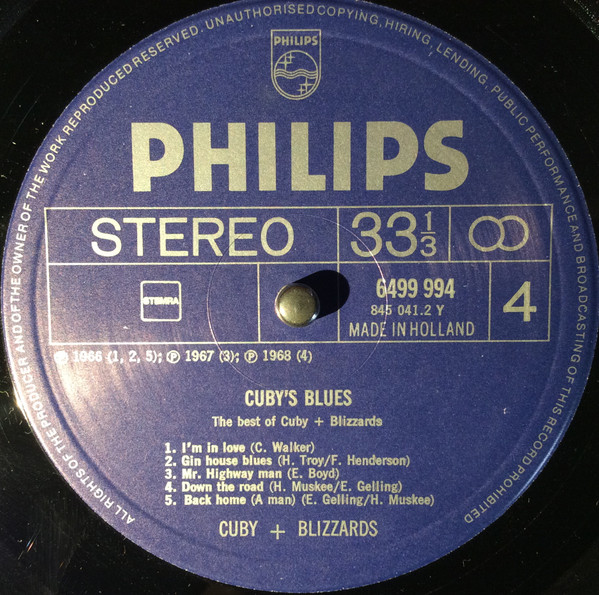 ALL RIGHTS OF THE PRODUCER AND OF THE OWNER OF THE WORK REPRODUCED RESERVED. UNAUTHORISED COPYING, HIRING, LENDING, PUBLIC PERFORMANCE AND BROADCASTING OF THIS RECORD PROHIBITED
PHILIPS
PHILIPS
STEREO 33 1/3
STEMRA
6499 994
845 041.2 Y
MADE IN HOLLAND
4
Ⓟ 1966 (1, 2, 5); Ⓟ 1967 (3); Ⓟ 1968 (4)
CUBY'S BLUES
The best of Cuby + Blizzards
1. I'm in love (C. Walker)
2. Gin house blues (H. Troy/F. Henderson)
3. Mr. Highway man (E. Boyd)
4. Down the road (H. Muskee/E. Gelling)
5. Back home (A man) (E. Gelling/H. Muskee)
CUBY + BLIZZARDS